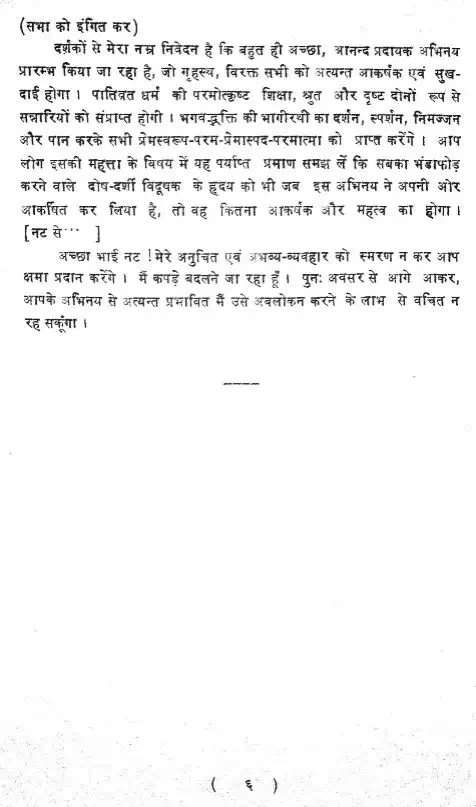 (सभा को इंगित कर)
दर्शकों से मेरा नम्र निवेदन है कि बहुत ही अच्छा, आनन्द प्रदायक अभिनय
प्रारम्भ किया जा रहा है, जो गृहस्थ, विरक्त सभी को अत्यन्त आकर्षक एवं सुख-
दाई होगा । पातिव्रत धर्म की परमोत्कृष्ट शिक्षा, श्रुत और दृष्ट दोनों रूप से
सन्नारियों को संप्राप्त होगी । भगवद्भक्ति की भागीरथी का दर्शन, स्पर्शन, निमज्जन
और पान करके सभी प्रेमस्वरूप-परम-प्रेमास्पद-परमात्मा को प्राप्त करेंगे । आप
लोग इसकी महत्ता के विषय में यह पर्याप्त प्रमाण समझ लें कि सबका भंडाफोड़
करने वाले दोष-दर्शी विदूषक के हृदय को भी जब इस अभिनय ने अपनी ओर
आकर्षित कर लिया है, तो वह कितना आकर्षक और महत्व का होगा ।
[नट से··· ]
अच्छा भाई नट ! मेरे अनुचित एवं अभव्य-व्यवहार को स्मरण न कर आप
क्षमा प्रदान करेंगे । मैं कपड़े बदलने जा रहा हूँ । पुनः अवसर से आगे आकर,
आपके अभिनय से अत्यन्त प्रभावित मैं उसे अवलोकन करने के लाभ से वंचित न
रह सकूँगा ।
( ६ )